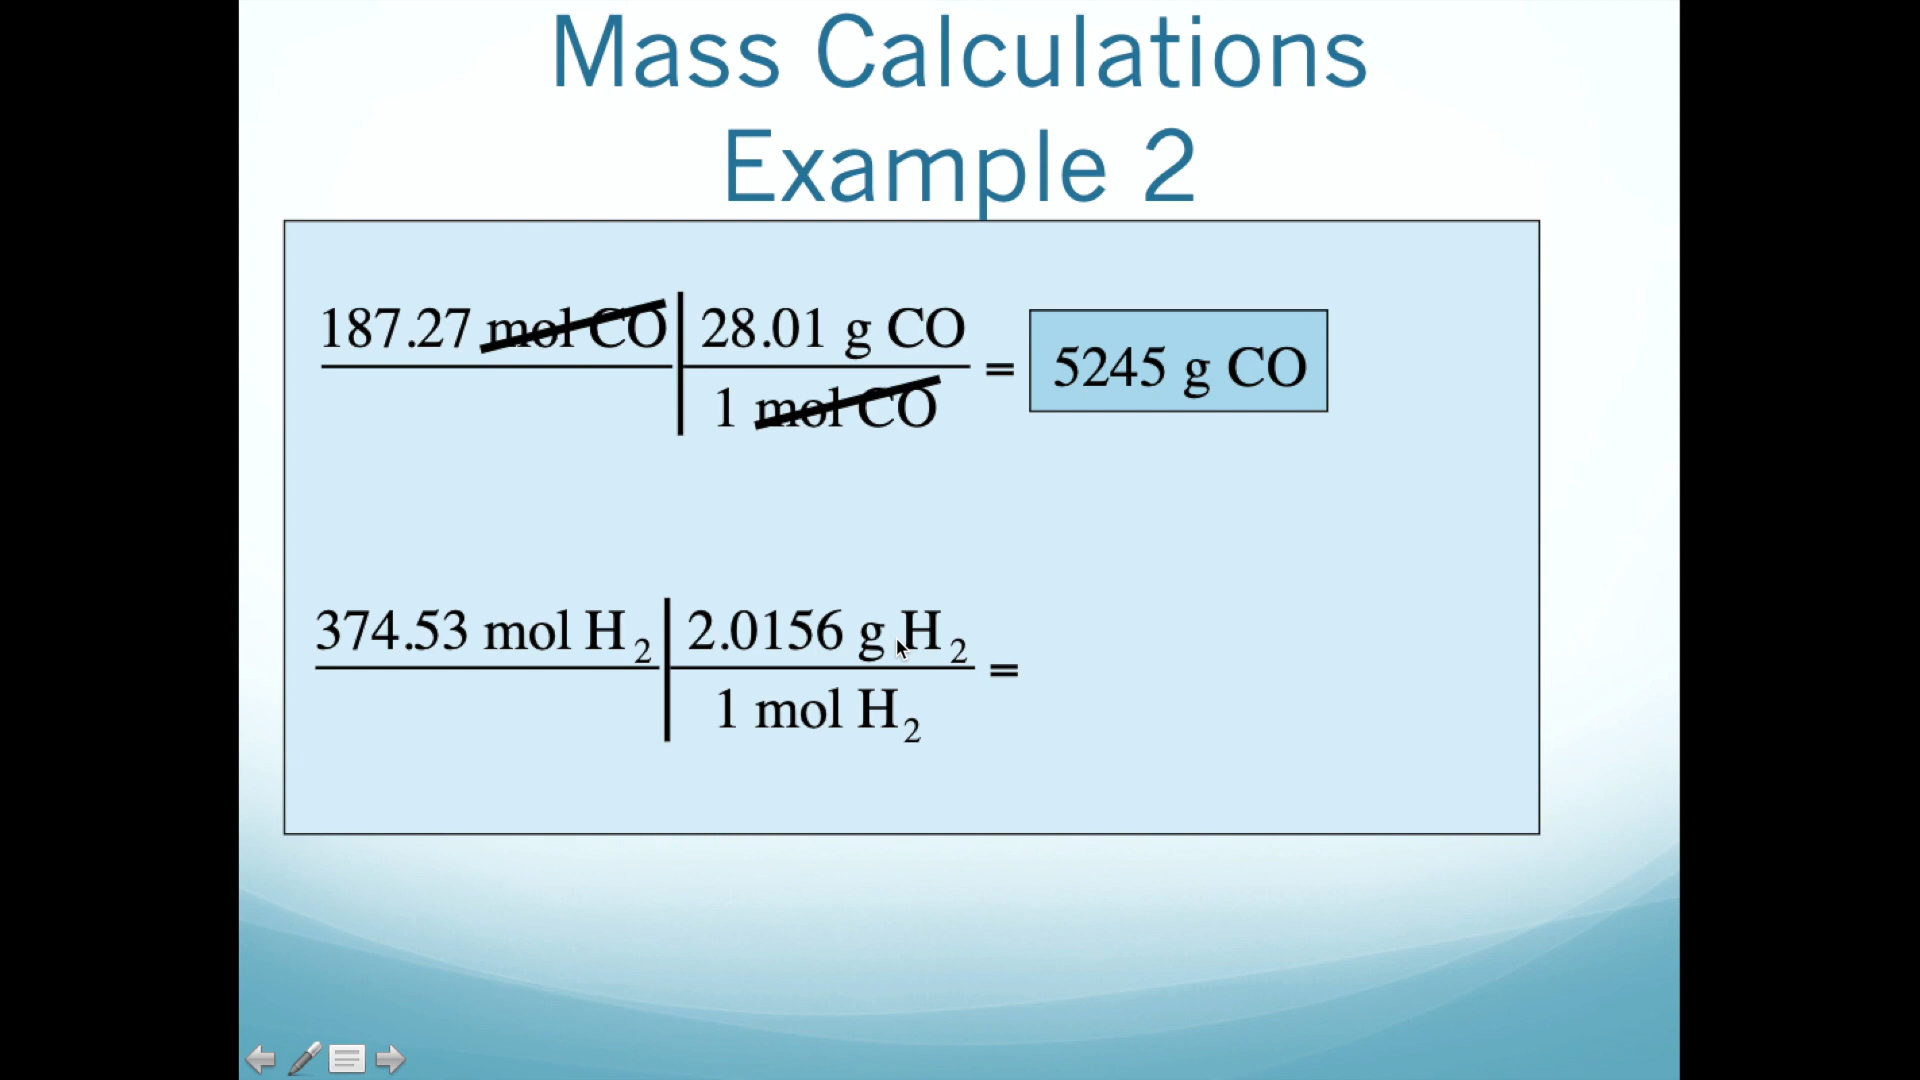 Mass Calculations
Example 2
187.27 mol CO | 28.01 g CO
1 mol CO
= 5245 g CO
374.53 mol H₂ | 2.0156 g H₂
1 mol H₂
=